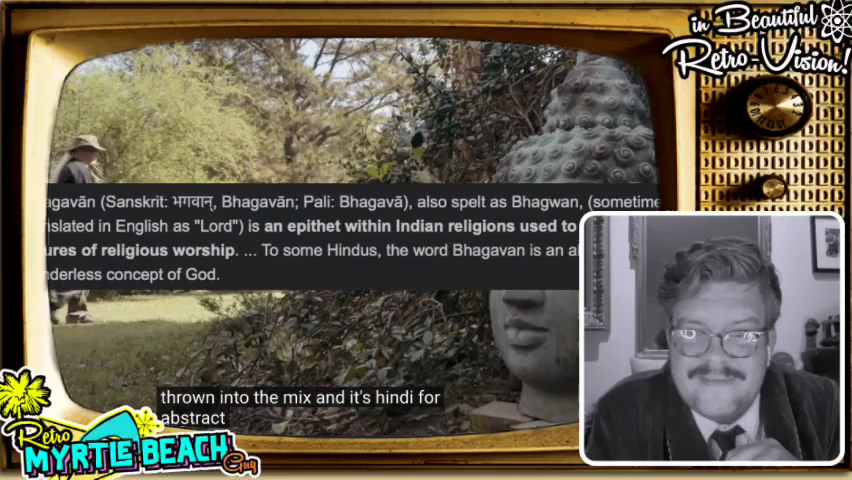 in Beautiful
Retro-Vision!
agavān (Sanskrit: भगवान्, Bhagavān; Pali: Bhagavā), also spelt as Bhagwan, (sometime
nslated in English as "Lord") is an epithet within Indian religions used to
ures of religious worship. ... To some Hindus, the word Bhagavan is an a
nderless concept of God.
thrown into the mix and it's hindi for
abstract
Retro
MYRTLE BEACH
Guy